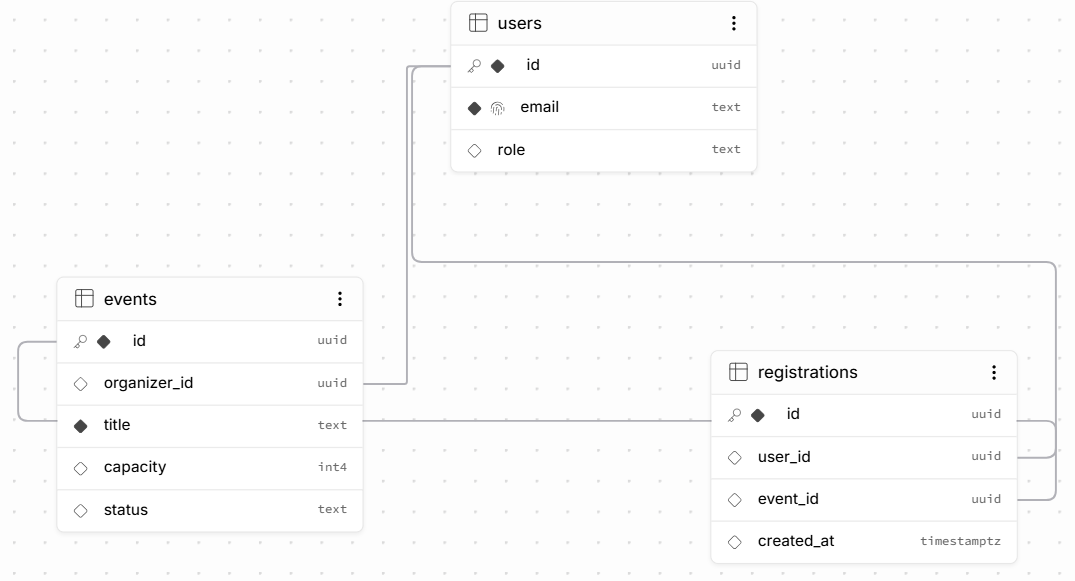 users
id uuid
email text
role text
events
id uuid
organizer_id uuid
title text
capacity int4
status text
registrations
id uuid
user_id uuid
event_id uuid
created_at timestamptz